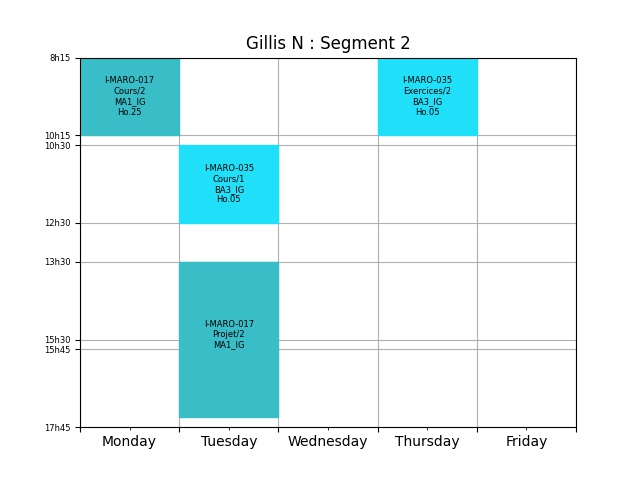 Gillis N : Segment 2
8h15
I-MARO-017
Cours/2
MA1_IG
Ho.25
I-MARO-035
Exercices/2
BA3_IG
Ho.05
10h15
10h30
I-MARO-035
Cours/1
BA3_IG
Ho.05
12h30
13h30
I-MARO-017
Projet/2
MA1_IG
15h30
15h45
17h45
Monday
Tuesday
Wednesday
Thursday
Friday